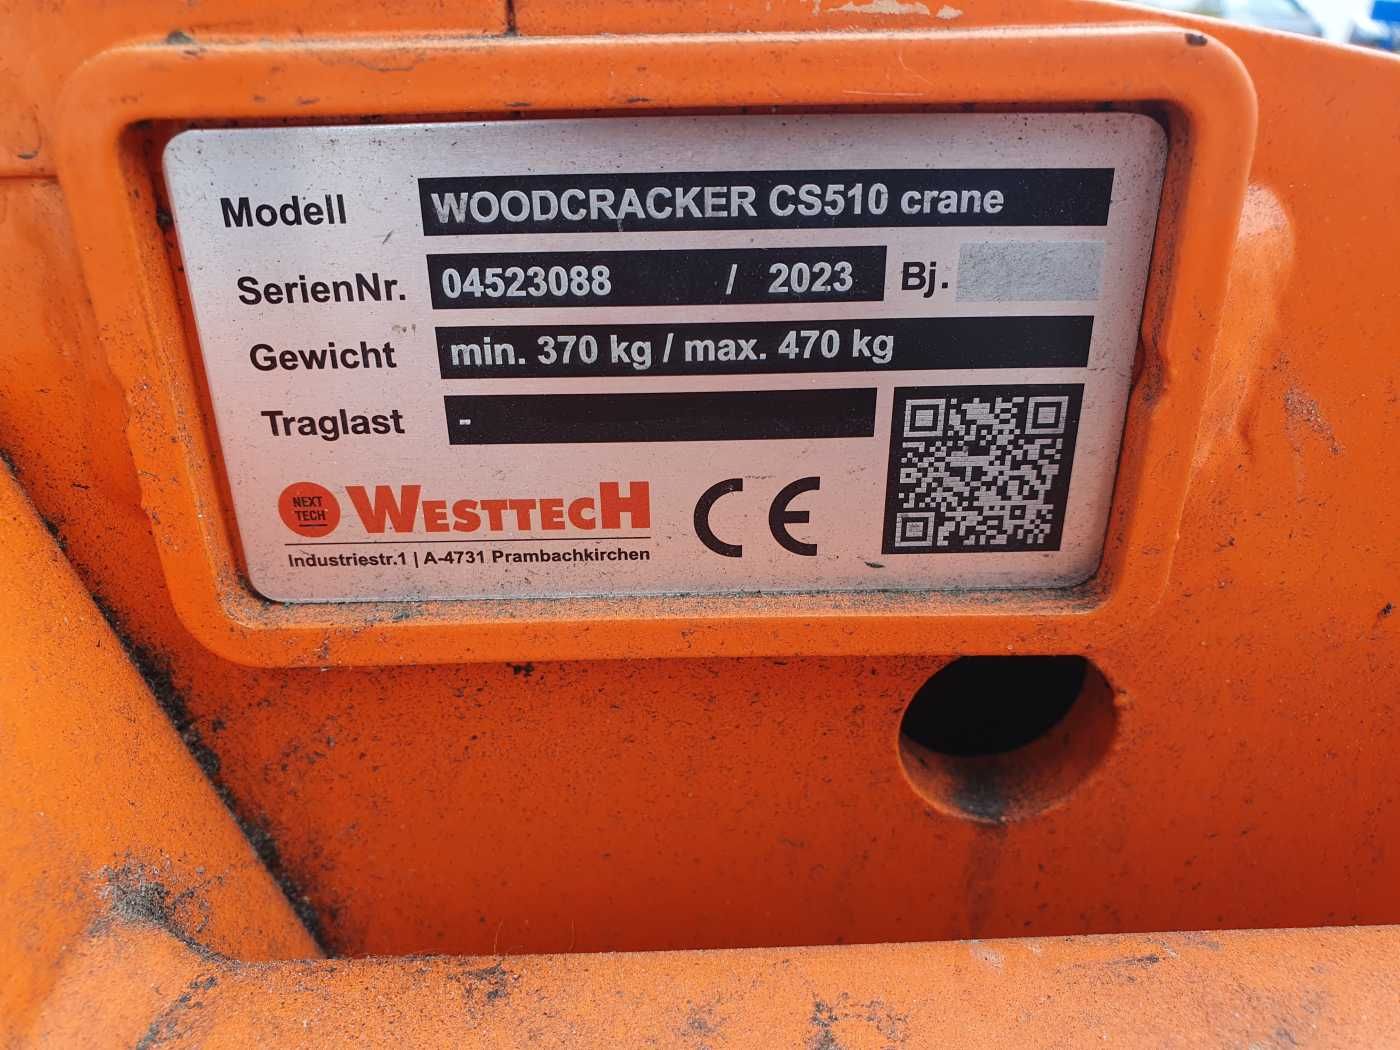 Modell WOODCRACKER CS510 crane
SerienNr. 04523088 / 2023 Bj.
Gewicht min. 370 kg / max. 470 kg
Traglast -
NEXT
TECH
WESTTECH
CE
Industriestr.1 | A-4731 Prambachkirchen